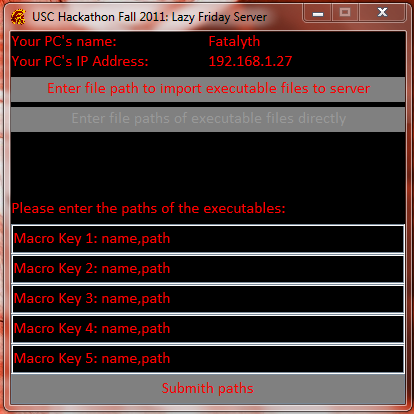 USC Hackathon Fall 2011: Lazy Friday Server
Your PC's name: Fatalyth
Your PC's IP Address: 192.168.1.27
Enter file path to import executable files to server
Enter file paths of executable files directly
Please enter the paths of the executables:
Macro Key 1: name,path
Macro Key 2: name,path
Macro Key 3: name,path
Macro Key 4: name,path
Macro Key 5: name,path
Submith paths